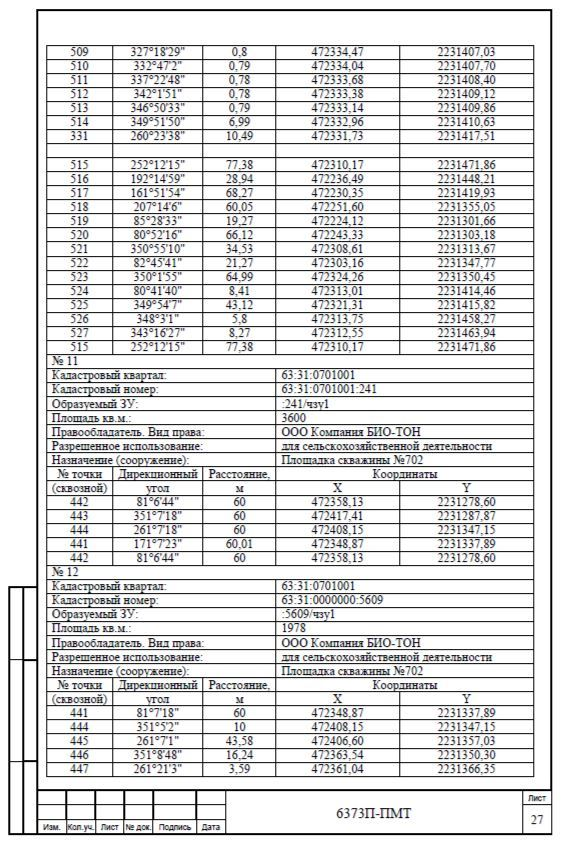 509 327°18'29" 0,8 472334,47 2231407,03
510 332°47'2" 0,79 472334,04 2231407,70
511 337°22'48" 0,78 472333,68 2231408,40
512 342°1'51" 0,78 472333,38 2231409,12
513 346°50'33" 0,79 472333,14 2231409,86
514 349°51'50" 6,99 472332,96 2231410,63
331 260°23'38" 10,49 472331,73 2231417,51
515 252°12'15" 77,38 472310,17 2231471,86
516 192°14'59" 28,94 472236,49 2231448,21
517 161°51'54" 68,27 472230,35 2231419,93
518 207°14'6" 60,05 472251,60 2231355,05
519 85°28'33" 19,27 472224,12 2231301,66
520 80°52'16" 66,12 472243,33 2231303,18
521 350°55'10" 34,53 472308,61 2231313,67
522 82°45'41" 21,27 472303,16 2231347,77
523 350°1'55" 64,99 472324,26 2231350,45
524 80°41'40" 8,41 472313,01 2231414,46
525 349°54'7" 43,12 472321,31 2231415,82
526 348°3'1" 5,8 472313,75 2231458,27
527 343°16'27" 8,27 472312,55 2231463,94
515 252°12'15" 77,38 472310,17 2231471,86
№ 11
Кадастровый квартал: 63:31:0701001
Кадастровый номер: 63:31:0701001:241
Образуемый ЗУ: :241/чзу1
Площадь кв.м.: 3600
Правообладатель. Вид права: ООО Компания БИО-ТОН
Разрешенное использование: для сельскохозяйственной деятельности
Назначение (сооружение): Площадка скважины №702
№ точки Дирекционный Расстояние, Координаты
(сквозной) угол м X Y
442 81°6'44" 60 472358,13 2231278,60
443 351°7'18" 60 472417,41 2231287,87
444 261°7'18" 60 472408,15 2231347,15
441 171°7'23" 60,01 472348,87 2231337,89
442 81°6'44" 60 472358,13 2231278,60
№ 12
Кадастровый квартал: 63:31:0701001
Кадастровый номер: 63:31:0000000:5609
Образуемый ЗУ: :5609/чзу1
Площадь кв.м.: 1978
Правообладатель. Вид права: ООО Компания БИО-ТОН
Разрешенное использование: для сельскохозяйственной деятельности
Назначение (сооружение): Площадка скважины №702
№ точки Дирекционный Расстояние, Координаты
(сквозной) угол м X Y
441 81°7'18" 60 472348,87 2231337,89
444 351°5'2" 10 472408,15 2231347,15
445 261°7'1" 43,58 472406,60 2231357,03
446 351°8'48" 16,24 472363,54 2231350,30
447 261°21'3" 3,59 472361,04 2231366,35
6373П-ПМТ
Лист
27
Изм. Кол.уч. Лист № док. Подпись Дата